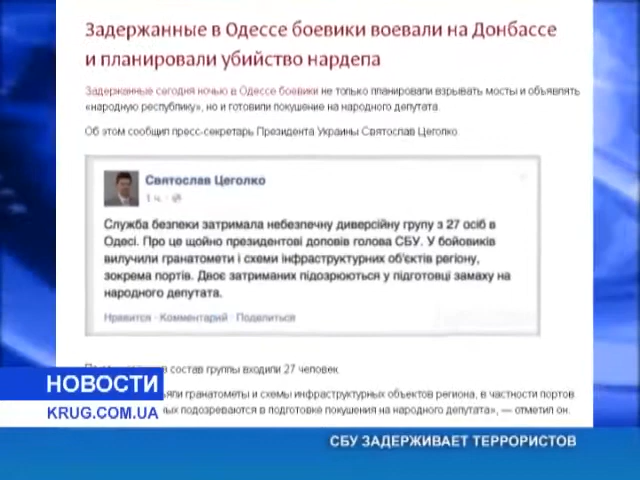 Задержанные в Одессе боевики воевали на Донбассе
и планировали убийство нардепа
Задержанные сегодня ночью в Одессе боевики не только планировали взрывать мосты и объявлять
«народную республику», но и готовили покушение на народного депутата.
Об этом сообщил пресс-секретарь Президента Украины Святослав Цеголко.
Святослав Цеголко
1 ч. ·
Служба безпеки затримала небезпечну диверсійну групу з 27 осіб в
Одесі. Про це щойно президентові доповів голова СБУ. У бойовиків
вилучили гранатомети і схеми інфраструктурних об'єктів регіону,
зокрема портів. Двоє затриманих підозрюються у підготовці замаху на
народного депутата.
Нравится · Комментарий · Поделиться
в состав группы входили 27 человек.
гранатометы и схемы инфраструктурных объектов региона, в частности портов
подозреваются в подготовке покушения на народного депутата», — отметил он.
НОВОСТИ
KRUG.COM.UA
СБУ ЗАДЕРЖИВАЕТ ТЕРРОРИСТОВ